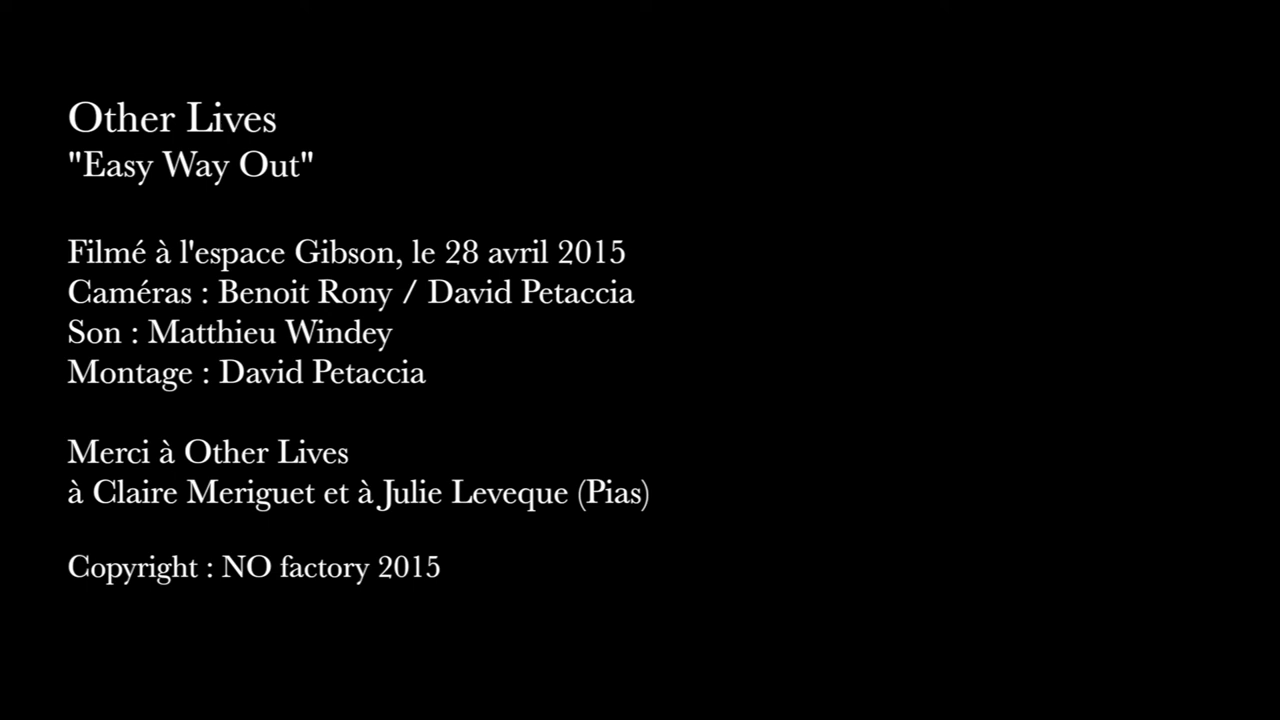 Other Lives
"Easy Way Out"
Filmé à l'espace Gibson, le 28 avril 2015
Caméras : Benoit Rony / David Petaccia
Son : Matthieu Windey
Montage : David Petaccia
Merci à Other Lives
à Claire Meriguet et à Julie Leveque (Pias)
Copyright : NO factory 2015